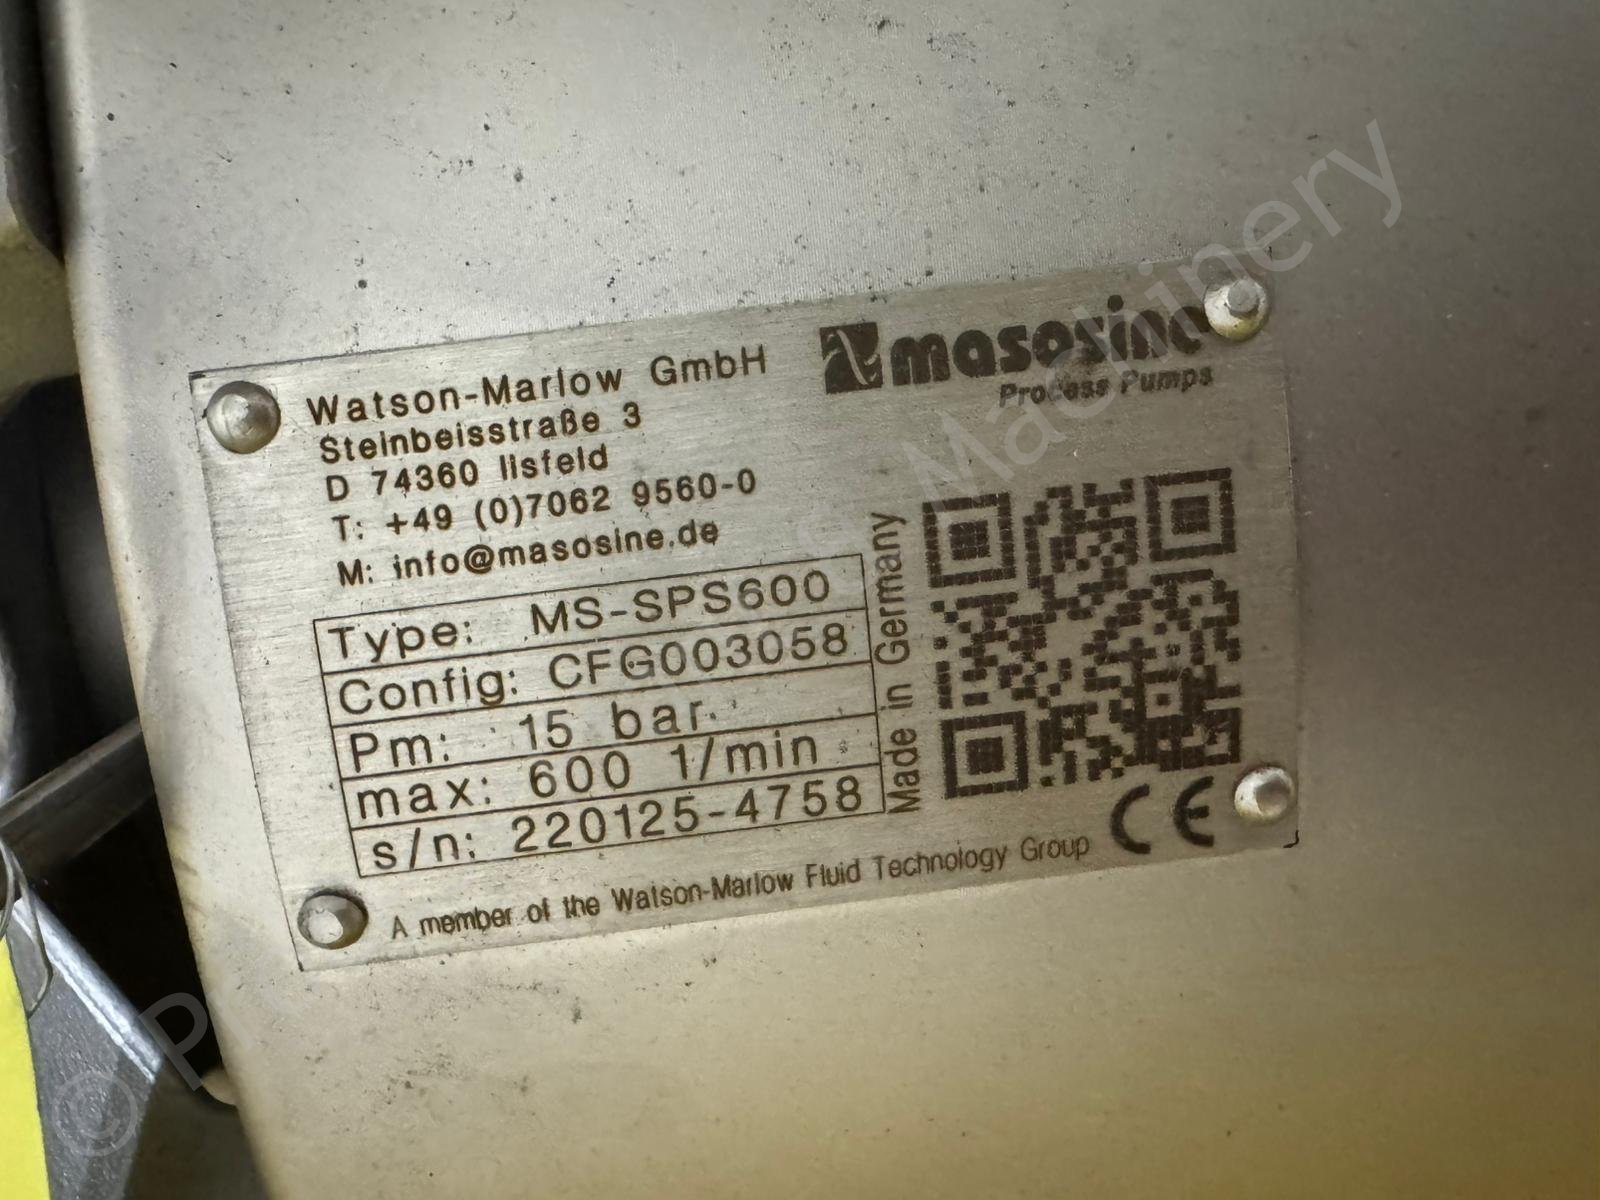 Watson-Marlow GmbH
Steinbeisstraße 3
D 74360 Ilsfeld
T: +49 (0)7062 9560-0
M: info@masosine.de
masosine
Process Pumps
Type: MS-SPS600
Config: CFG003058
Pm: 15 bar
max: 600 1/min
s/n: 220125-4758
Made in Germany
CE
A member of the Watson-Marlow Fluid Technology Group
Machinery